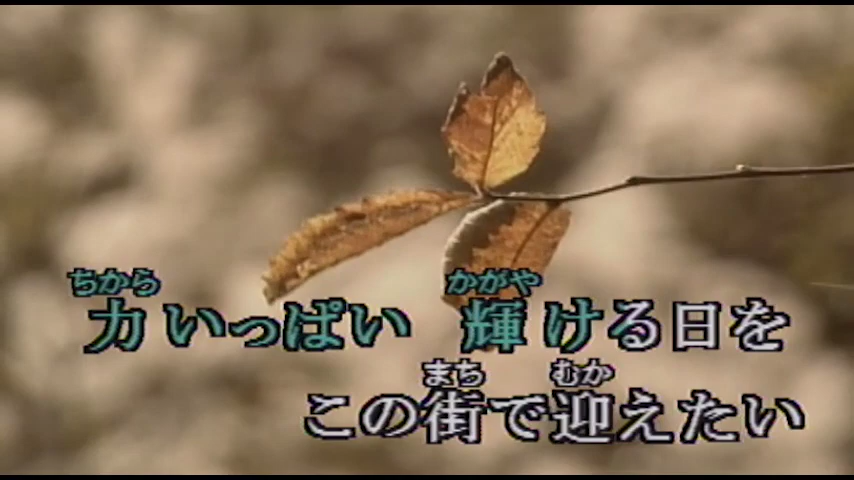 ちから かがや
力いっぱい 輝ける日を
まち むか
この街で迎えたい